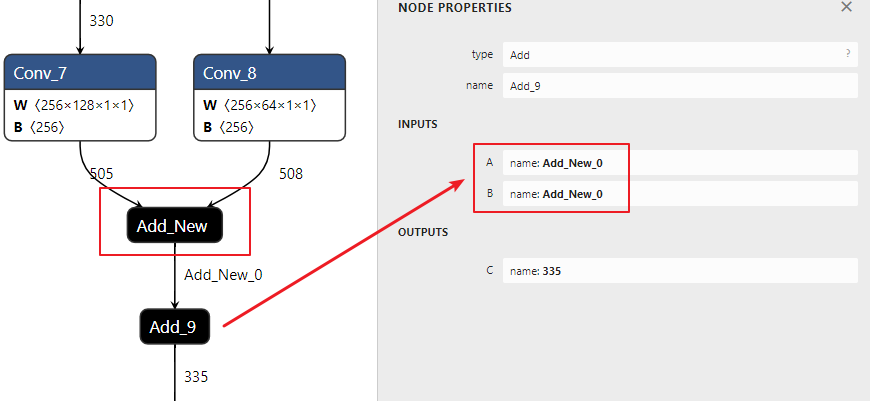 330
Conv_7
W 〈256×128×1×1〉
B 〈256〉
Conv_8
W 〈256×64×1×1〉
B 〈256〉
505
508
Add_New
Add_New_0
Add_9
335
NODE PROPERTIES
type Add ?
name Add_9
INPUTS
A name: Add_New_0
B name: Add_New_0
OUTPUTS
C name: 335